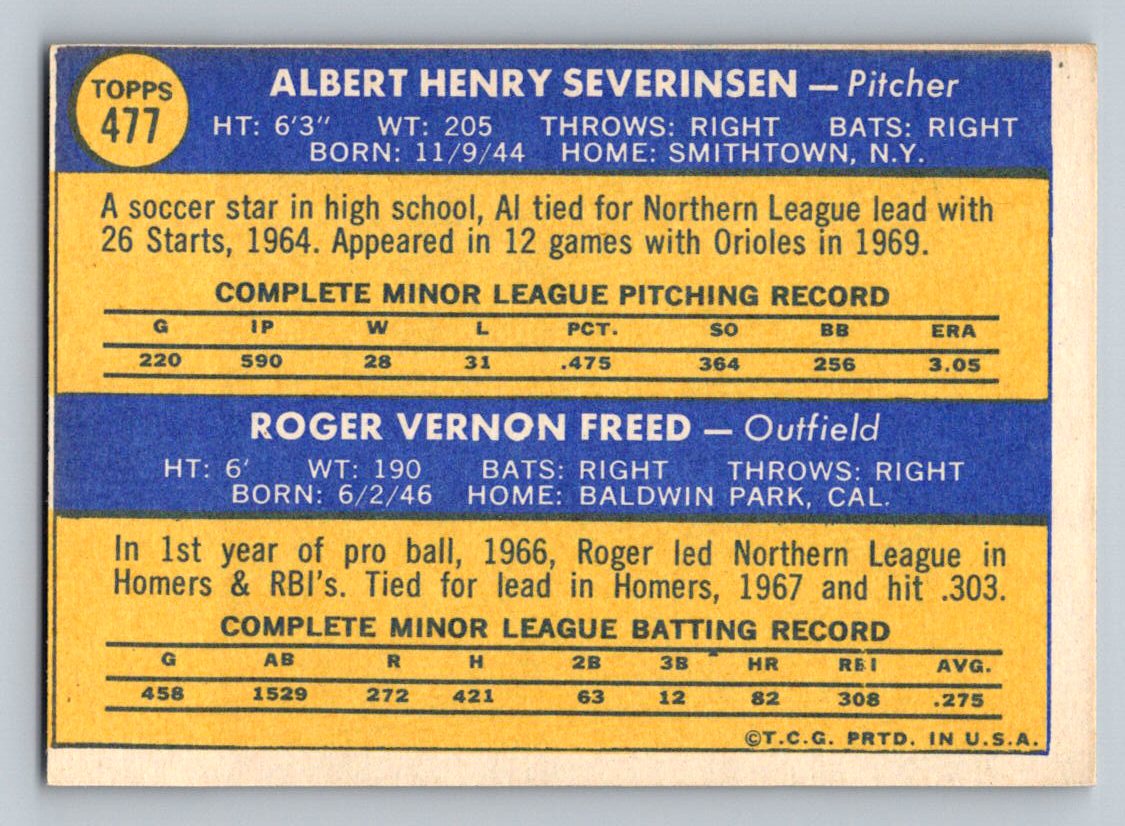 TOPPS
477
ALBERT HENRY SEVERINSEN — Pitcher
HT: 6'3" WT: 205 THROWS: RIGHT BATS: RIGHT
BORN: 11/9/44 HOME: SMITHTOWN, N.Y.
A soccer star in high school, Al tied for Northern League lead with
26 Starts, 1964. Appeared in 12 games with Orioles in 1969.
COMPLETE MINOR LEAGUE PITCHING RECORD
G IP W L PCT. SO BB ERA
220 590 28 31 .475 364 256 3.05
ROGER VERNON FREED — Outfield
HT: 6' WT: 190 BATS: RIGHT THROWS: RIGHT
BORN: 6/2/46 HOME: BALDWIN PARK, CAL.
In 1st year of pro ball, 1966, Roger led Northern League in
Homers & RBI's. Tied for lead in Homers, 1967 and hit .303.
COMPLETE MINOR LEAGUE BATTING RECORD
G AB R H 2B 3B HR RBI AVG.
458 1529 272 421 63 12 82 308 .275
©T.C.G. PRTD. IN U.S.A.